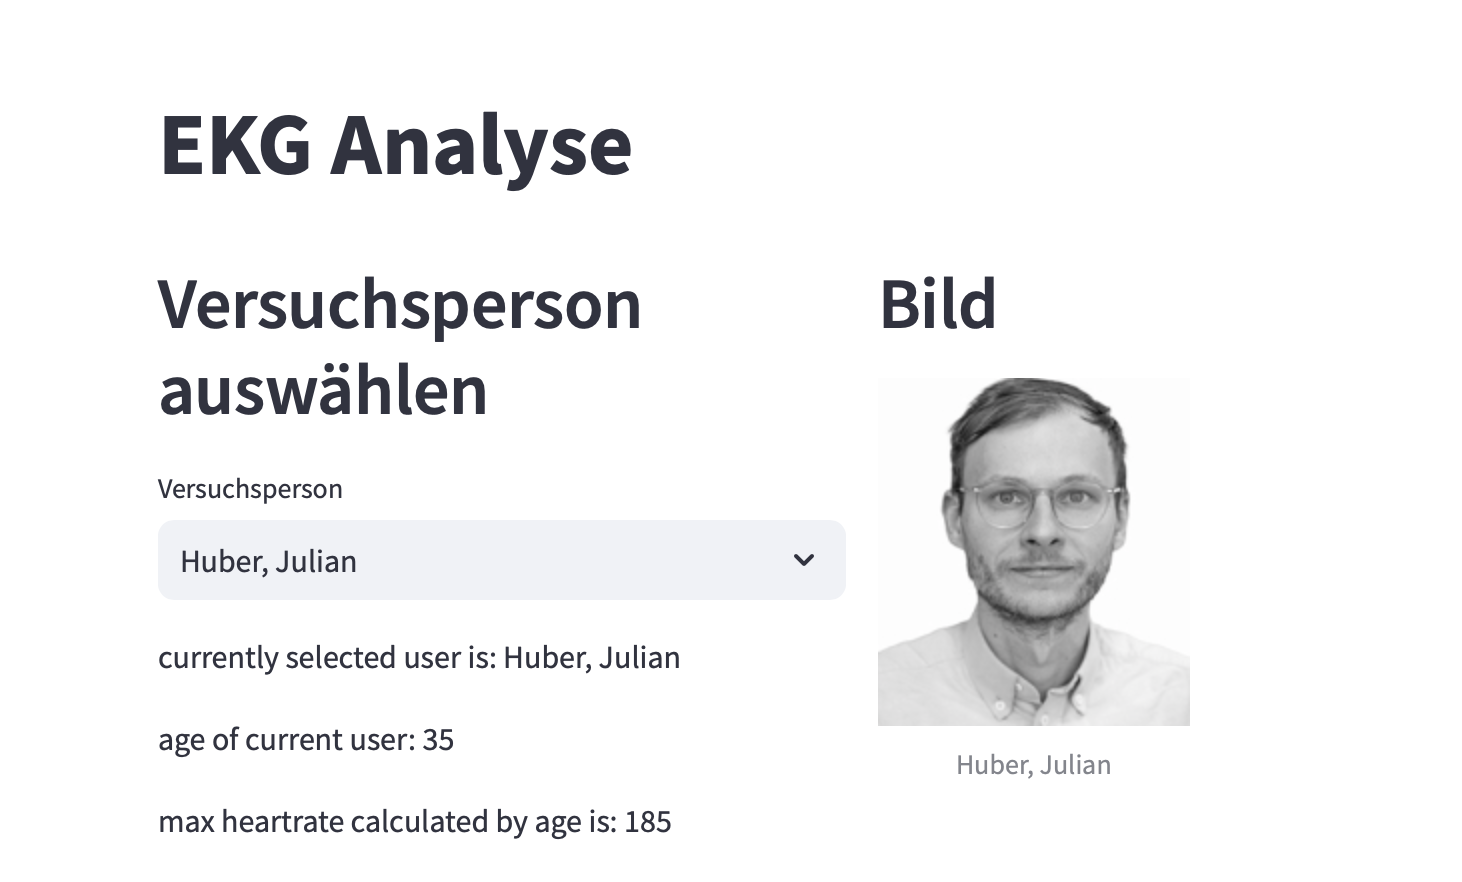 EKG Analyse
Versuchsperson
auswählen
Versuchsperson
Huber, Julian
currently selected user is: Huber, Julian
age of current user: 35
max heartrate calculated by age is: 185
Bild
Huber, Julian